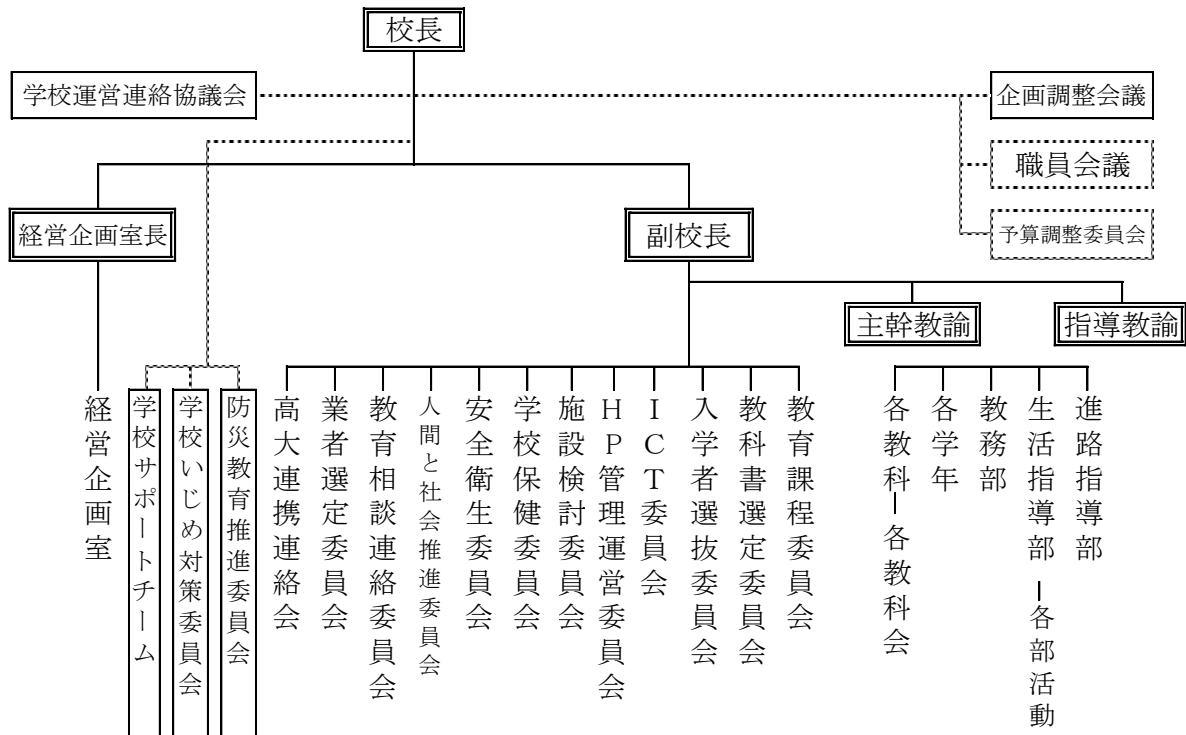 校長
学校運営連絡協議会
企画調整会議
職員会議
予算調整委員会
経営企画室長
副校長
主幹教諭
指導教諭
経営企画室
学校サポートチーム
学校いじめ対策委員会
防災教育推進委員会
高大連携連絡会
業者選定委員会
教育相談連絡委員会
人間と社会推進委員会
安全衛生委員会
学校保健委員会
施設検討委員会
HP管理運営委員会
ICT委員会
入学者選抜委員会
教科書選定委員会
教育課程委員会
各教科
各教科会
各学年
教務部
生活指導部
各部活動
進路指導部